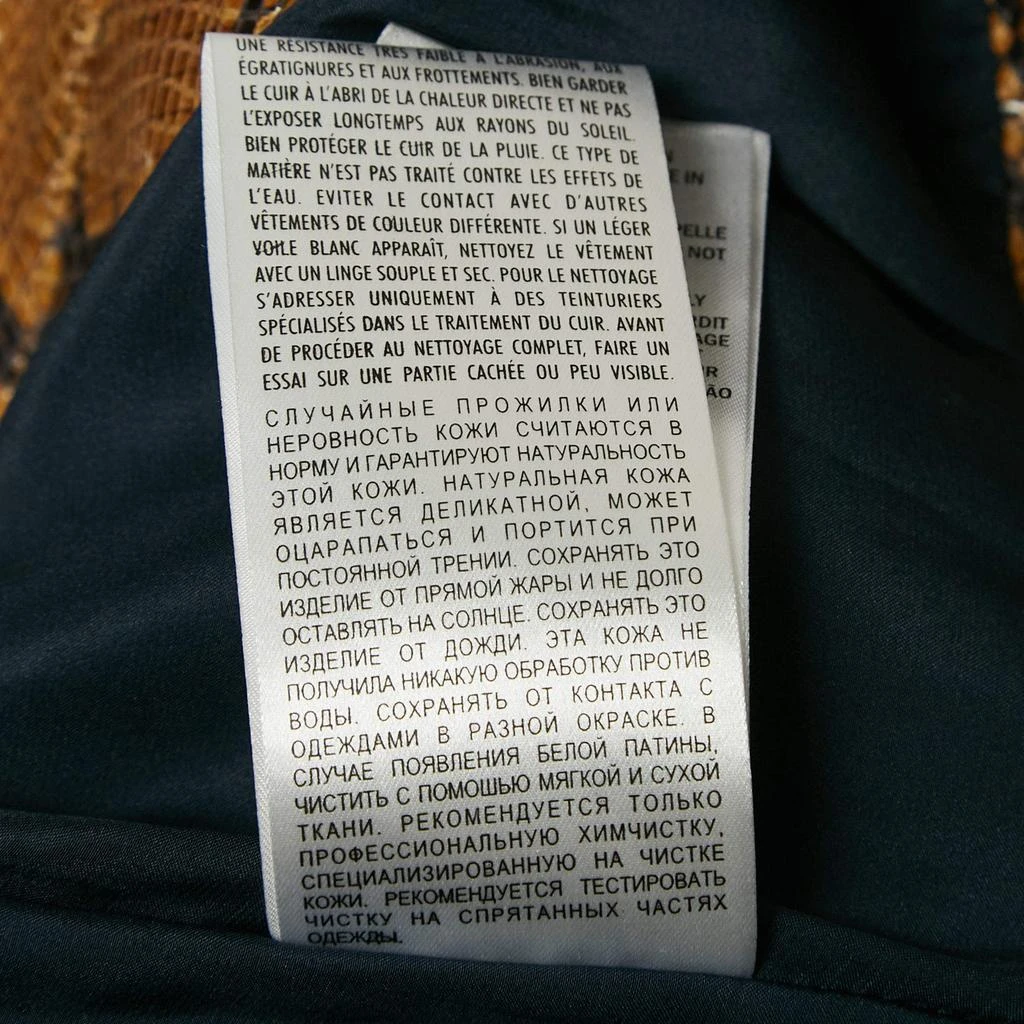 UNE RÉSISTANCE TRÈS FAIBLE À L'ABRASION, AUX
ÉGRATIGNURES ET AUX FROTTEMENTS. BIEN GARDER
LE CUIR À L'ABRI DE LA CHALEUR DIRECTE ET NE PAS
L'EXPOSER LONGTEMPS AUX RAYONS DU SOLEIL.
BIEN PROTÉGER LE CUIR DE LA PLUIE. CE TYPE DE
MATIÈRE N'EST PAS TRAITÉ CONTRE LES EFFETS DE
L'EAU. EVITER LE CONTACT AVEC D'AUTRES
VÊTEMENTS DE COULEUR DIFFÉRENTE. SI UN LÉGER
VOILE BLANC APPARAÎT, NETTOYEZ LE VÊTEMENT
AVEC UN LINGE SOUPLE ET SEC. POUR LE NETTOYAGE
S'ADRESSER UNIQUEMENT À DES TEINTURIERS
SPÉCIALISÉS DANS LE TRAITEMENT DU CUIR. AVANT
DE PROCÉDER AU NETTOYAGE COMPLET, FAIRE UN
ESSAI SUR UNE PARTIE CACHÉE OU PEU VISIBLE.
СЛУЧАЙНЫЕ ПРОЖИЛКИ ИЛИ
НЕРОВНОСТЬ КОЖИ СЧИТАЮТСЯ В
НОРМУ И ГАРАНТИРУЮТ НАТУРАЛЬНОСТЬ
ЭТОЙ КОЖИ. НАТУРАЛЬНАЯ КОЖА
ЯВЛЯЕТСЯ ДЕЛИКАТНОЙ, МОЖЕТ
ОЦАРАПАТЬСЯ И ПОРТИТСЯ ПРИ
ПОСТОЯННОЙ ТРЕНИИ. СОХРАНЯТЬ ЭТО
ИЗДЕЛИЕ ОТ ПРЯМОЙ ЖАРЫ И НЕ ДОЛГО
ОСТАВЛЯТЬ НА СОЛНЦЕ. СОХРАНЯТЬ ЭТО
ИЗДЕЛИЕ ОТ ДОЖДИ. ЭТА КОЖА НЕ
ПОЛУЧИЛА НИКАКУЮ ОБРАБОТКУ ПРОТИВ
ВОДЫ. СОХРАНЯТЬ ОТ КОНТАКТА С
ОДЕЖДАМИ В РАЗНОЙ ОКРАСКЕ. В
СЛУЧАЕ ПОЯВЛЕНИЯ БЕЛОЙ ПАТИНЫ,
ЧИСТИТЬ С ПОМОШЬЮ МЯГКОЙ И СУХОЙ
ТКАНИ. РЕКОМЕНДУЕТСЯ ТОЛЬКО
ПРОФЕССИОНАЛЬНУЮ ХИМЧИСТКУ,
СПЕЦИАЛИЗИРОВАННУЮ НА ЧИСТКЕ
КОЖИ. РЕКОМЕНДУЕТСЯ ТЕСТИРОВАТЬ
ЧИСТКУ НА СПРЯТАННЫХ ЧАСТЯХ
ОДЕЖДЫ.
IN
NOT